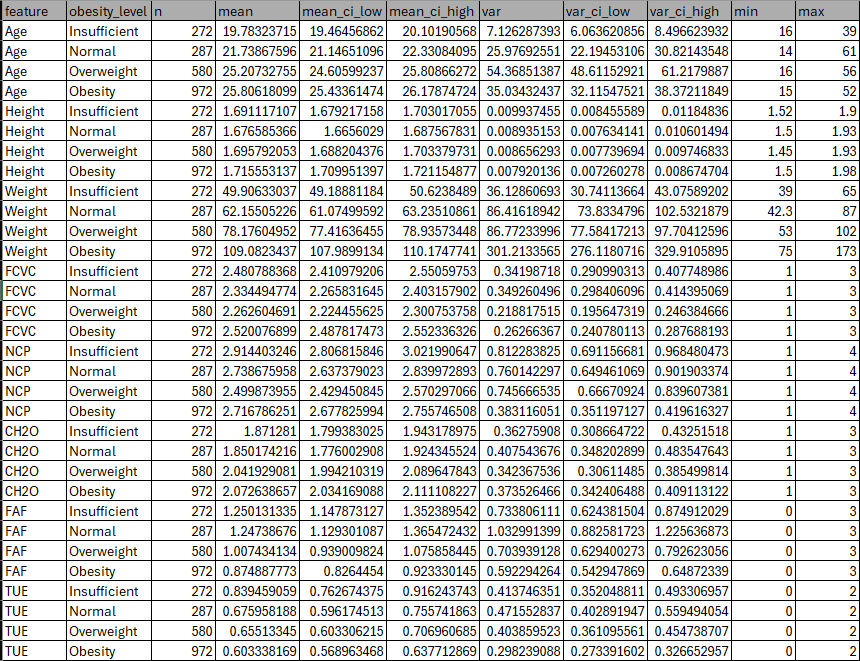 feature obesity_level n mean mean_ci_low mean_ci_high var var_ci_low var_ci_high min max
Age Insufficient 272 19.78323715 19.46456862 20.10190568 7.126287393 6.063620856 8.496623932 16 39
Age Normal 287 21.73867596 21.14651096 22.33084095 25.97692551 22.19453106 30.82143548 14 61
Age Overweight 580 25.20732755 24.60599237 25.80866272 54.36851387 48.61152921 61.2179887 16 56
Age Obesity 972 25.80618099 25.43361474 26.17874724 35.03432437 32.11547521 38.37211849 15 52
Height Insufficient 272 1.691117107 1.679217158 1.703017055 0.009937455 0.008455589 0.01184836 1.52 1.9
Height Normal 287 1.676585366 1.6656029 1.687567831 0.008935153 0.007634141 0.010601494 1.5 1.93
Height Overweight 580 1.695792053 1.688204376 1.703379731 0.008656293 0.007739694 0.009746833 1.45 1.93
Height Obesity 972 1.715553137 1.709951397 1.721154877 0.007920136 0.007260278 0.008674704 1.5 1.98
Weight Insufficient 272 49.90633037 49.18881184 50.6238489 36.12860693 30.74113664 43.07589202 39 65
Weight Normal 287 62.15505226 61.07499592 63.23510861 86.41618942 73.8334796 102.5321879 42.3 87
Weight Overweight 580 78.17604952 77.41636455 78.93573448 86.77233996 77.58417213 97.70412596 53 102
Weight Obesity 972 109.0823437 107.9899134 110.1747741 301.2133565 276.1180716 329.9105895 75 173
FCVC Insufficient 272 2.480788368 2.410979206 2.55059753 0.34198718 0.290990313 0.407748986 1 3
FCVC Normal 287 2.334494774 2.265831645 2.403157902 0.349260496 0.298406096 0.414395069 1 3
FCVC Overweight 580 2.262604691 2.224455625 2.300753758 0.218817515 0.195647319 0.246384666 1 3
FCVC Obesity 972 2.520076899 2.487817473 2.552336326 0.26266367 0.240780113 0.287688193 1 3
NCP Insufficient 272 2.914403246 2.806815846 3.021990647 0.812283825 0.691156681 0.968480473 1 4
NCP Normal 287 2.738675958 2.637379023 2.839972893 0.760142297 0.649461069 0.901903374 1 4
NCP Overweight 580 2.499873955 2.429450845 2.570297066 0.745666535 0.66670924 0.839607381 1 4
NCP Obesity 972 2.716786251 2.677825994 2.755746508 0.383116051 0.351197127 0.419616327 1 4
CH2O Insufficient 272 1.871281 1.799383025 1.943178975 0.36275908 0.308664722 0.43251518 1 3
CH2O Normal 287 1.850174216 1.776002908 1.924345524 0.407543676 0.348202899 0.483547643 1 3
CH2O Overweight 580 2.041929081 1.994210319 2.089647843 0.342367536 0.30611485 0.385499814 1 3
CH2O Obesity 972 2.072638657 2.034169088 2.111108227 0.373526466 0.342406488 0.409113122 1 3
FAF Insufficient 272 1.250131335 1.147873127 1.352389542 0.733806111 0.624381504 0.874912029 0 3
FAF Normal 287 1.24738676 1.129301087 1.365472432 1.032991399 0.882581723 1.225636873 0 3
FAF Overweight 580 1.007434134 0.939009824 1.075858445 0.703939128 0.629400273 0.792623056 0 3
FAF Obesity 972 0.874887773 0.8264454 0.923330145 0.592294264 0.542947869 0.64872339 0 3
TUE Insufficient 272 0.839459059 0.762674375 0.916243743 0.413746351 0.352048811 0.493306957 0 2
TUE Normal 287 0.675958188 0.596174513 0.755741863 0.471552837 0.402891947 0.559494054 0 2
TUE Overweight 580 0.65513345 0.603306215 0.706960685 0.403859523 0.361095561 0.454738707 0 2
TUE Obesity 972 0.603338169 0.568963468 0.637712869 0.298239088 0.273391602 0.326652957 0 2